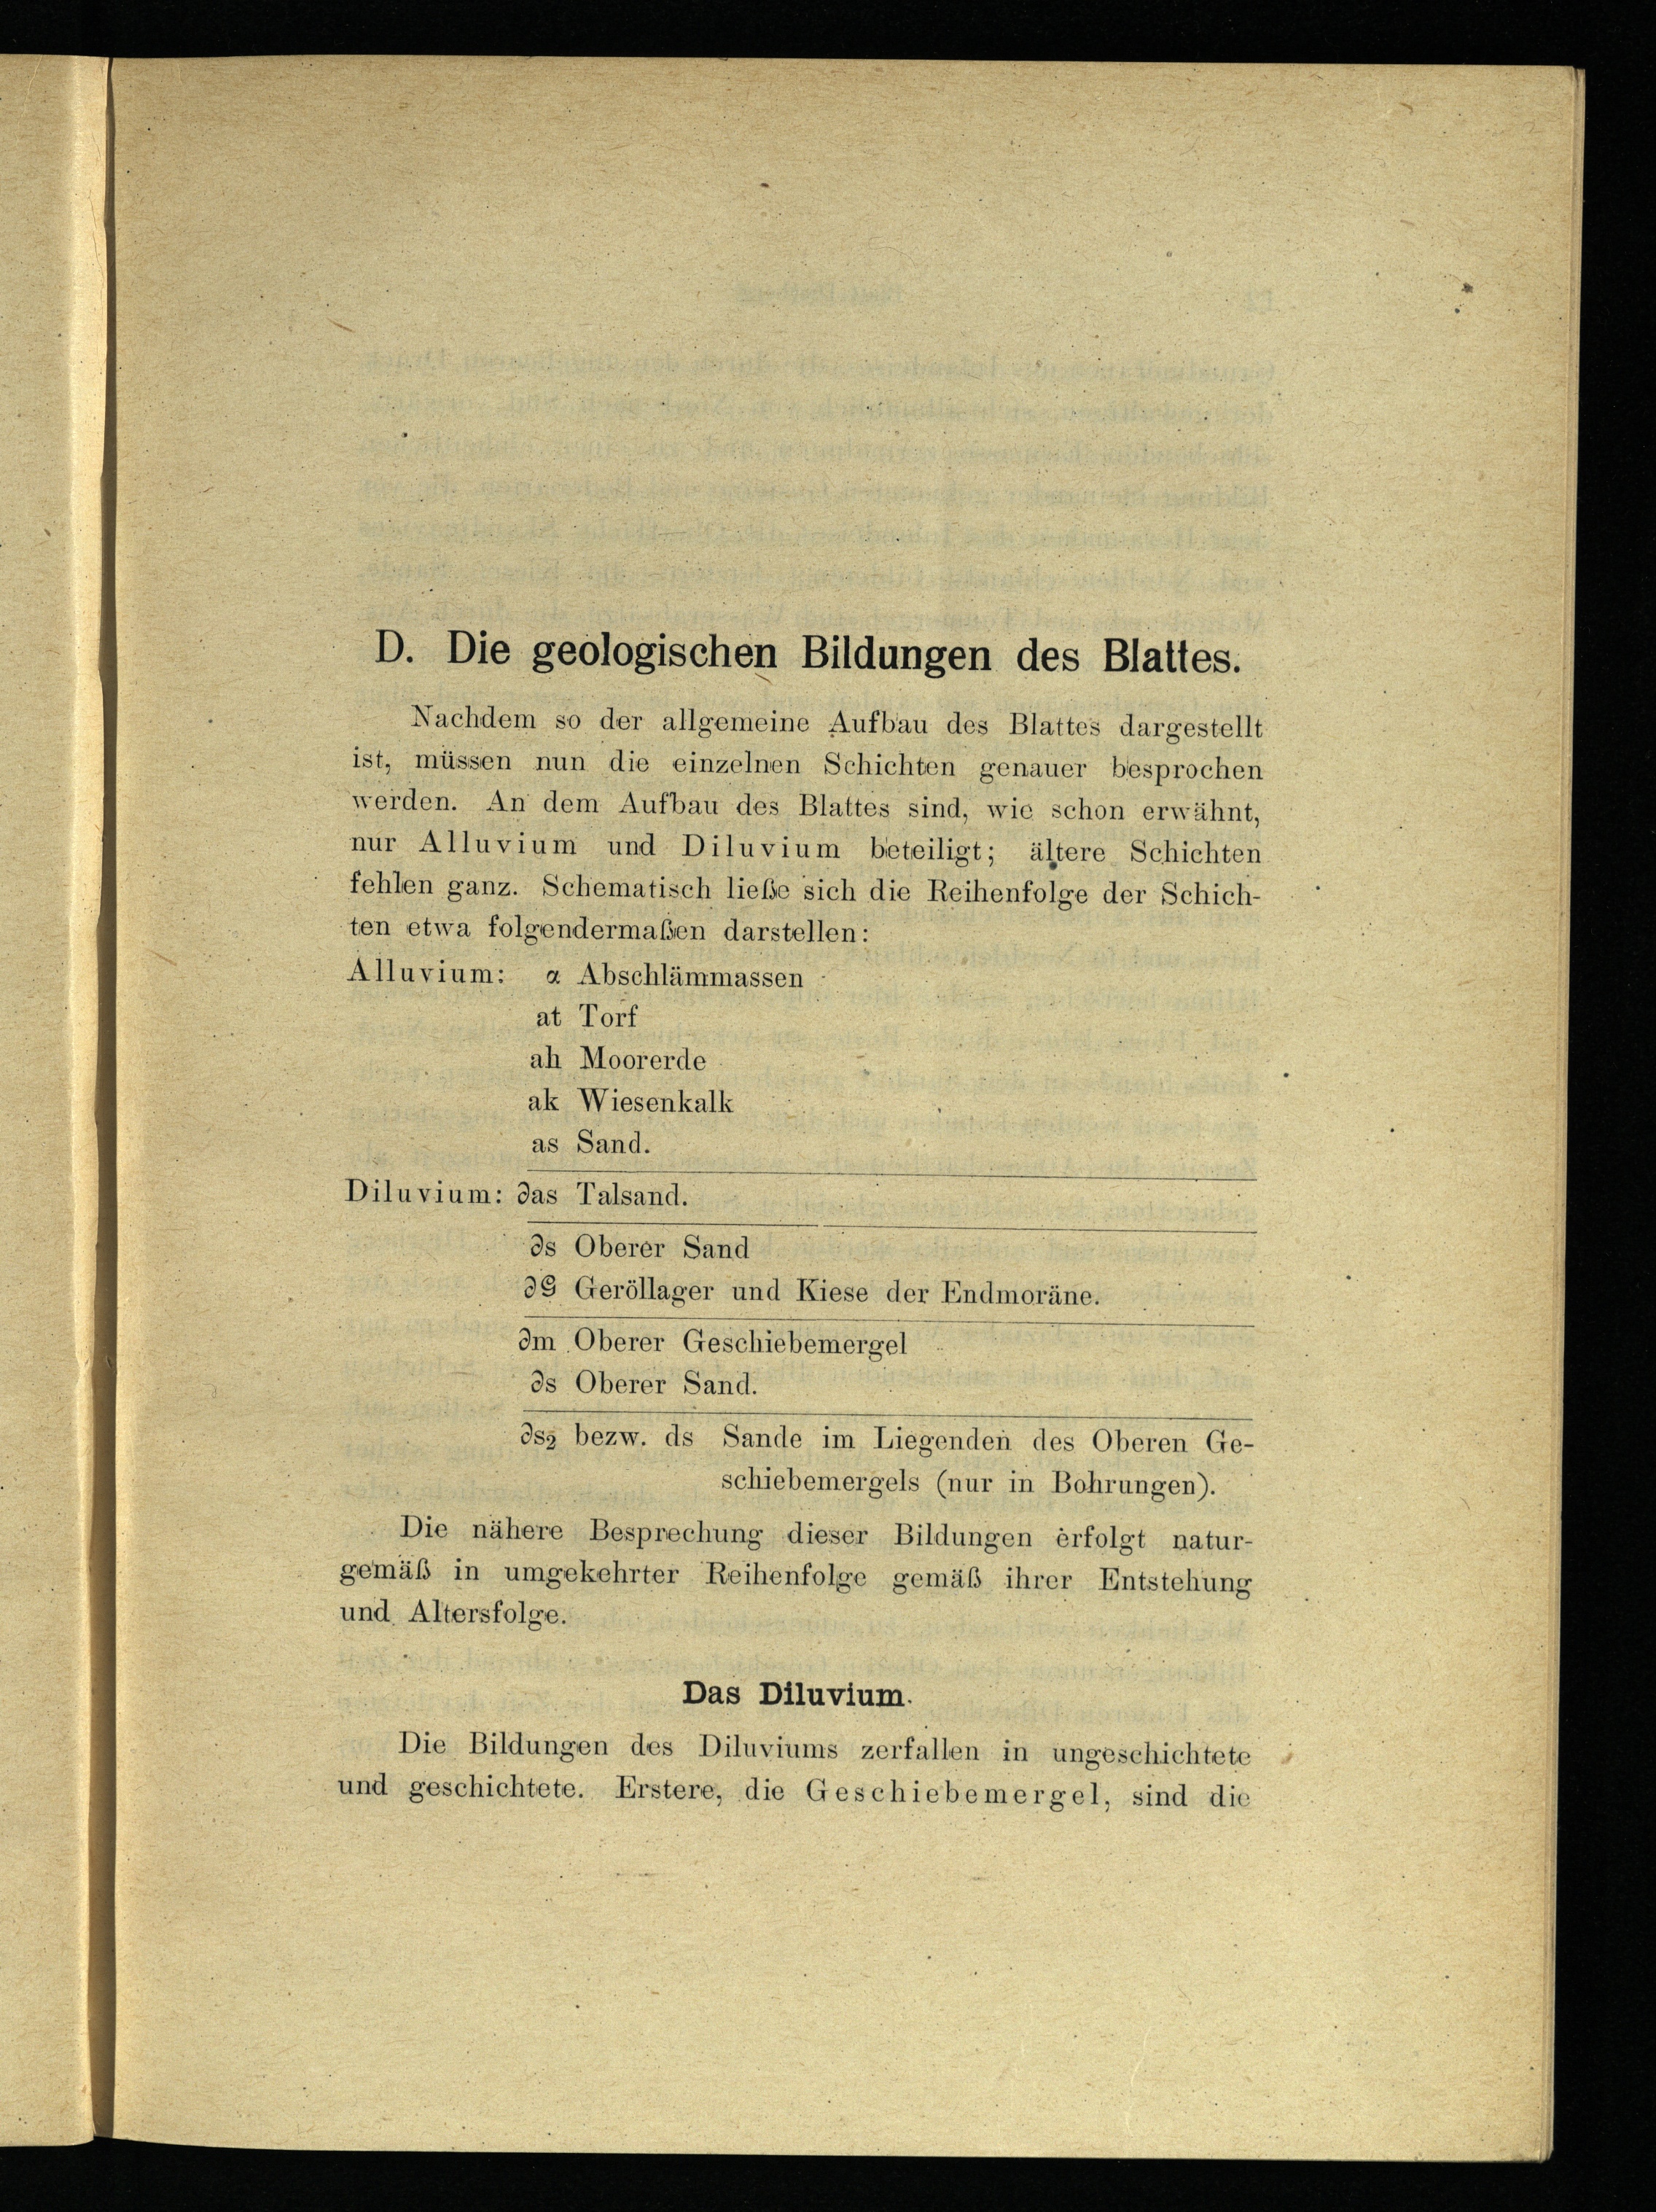 D. Die geologischen Bildungen des Blattes.
Nachdem so der allgemeine Aufbau des Blattes dargestellt
ist, müssen nun die einzelnen Schichten genauer besprochen
werden. An dem Aufbau des Blattes sind, wie schon erwähnt,
nur Alluvium und Diluvium beteiligt; ältere Schichten
fehlen ganz. Schematisch ließe sich die Reihenfolge der Schich-
ten etwa folgendermaßen darstellen:
Alluvium: α Abschlämmassen
at Torf
ah Moorerde
ak Wiesenkalk
as Sand.
Diluvium: ∂as Talsand.
∂s Oberer Sand
∂G Geröllager und Kiese der Endmoräne.
∂m Oberer Geschiebemergel
∂s Oberer Sand.
∂s2 bezw. ds Sande im Liegenden des Oberen Ge-
schiebemergels (nur in Bohrungen).
Die nähere Besprechung dieser Bildungen erfolgt natur-
gemäß in umgekehrter Reihenfolge gemäß ihrer Entstehung
und Altersfolge.
Das Diluvium.
Die Bildungen des Diluviums zerfallen in ungeschichtete
und geschichtete. Erstere, die Geschiebemergel, sind die